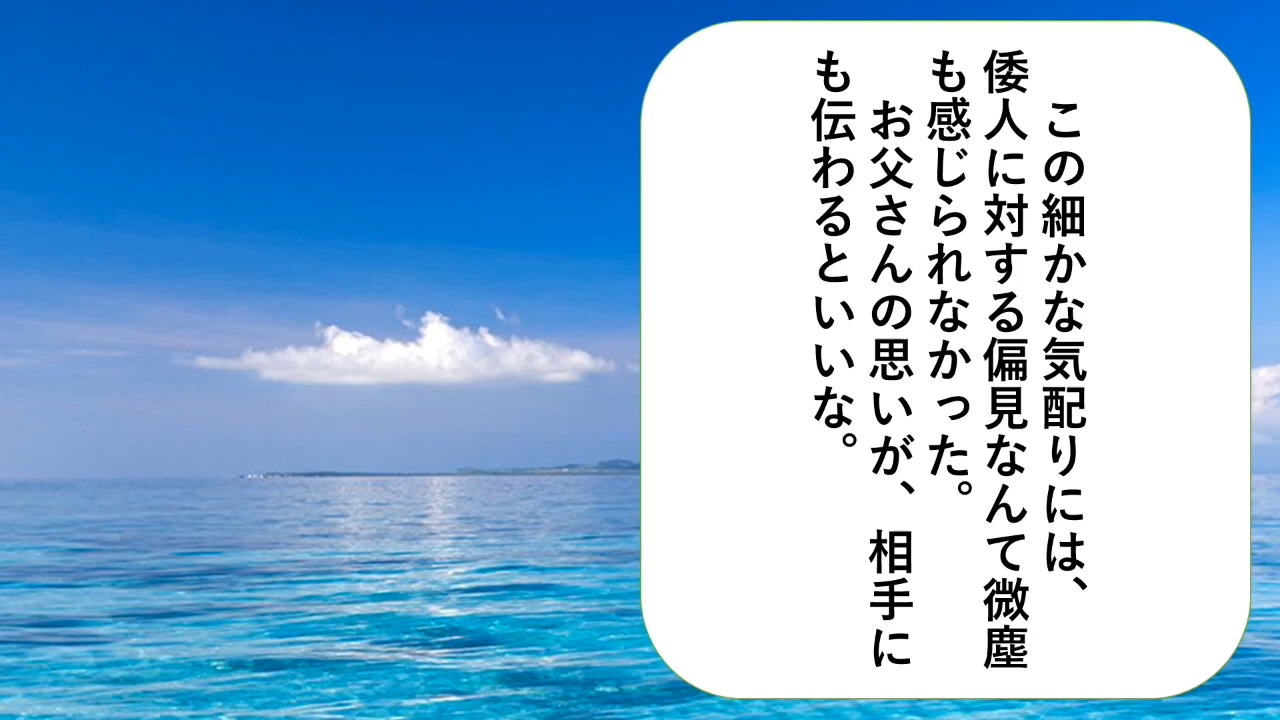 この細かな気配りには、
倭人に対する偏見なんて微塵
も感じられなかった。
　お父さんの思いが、相手に
も伝わるといいな。